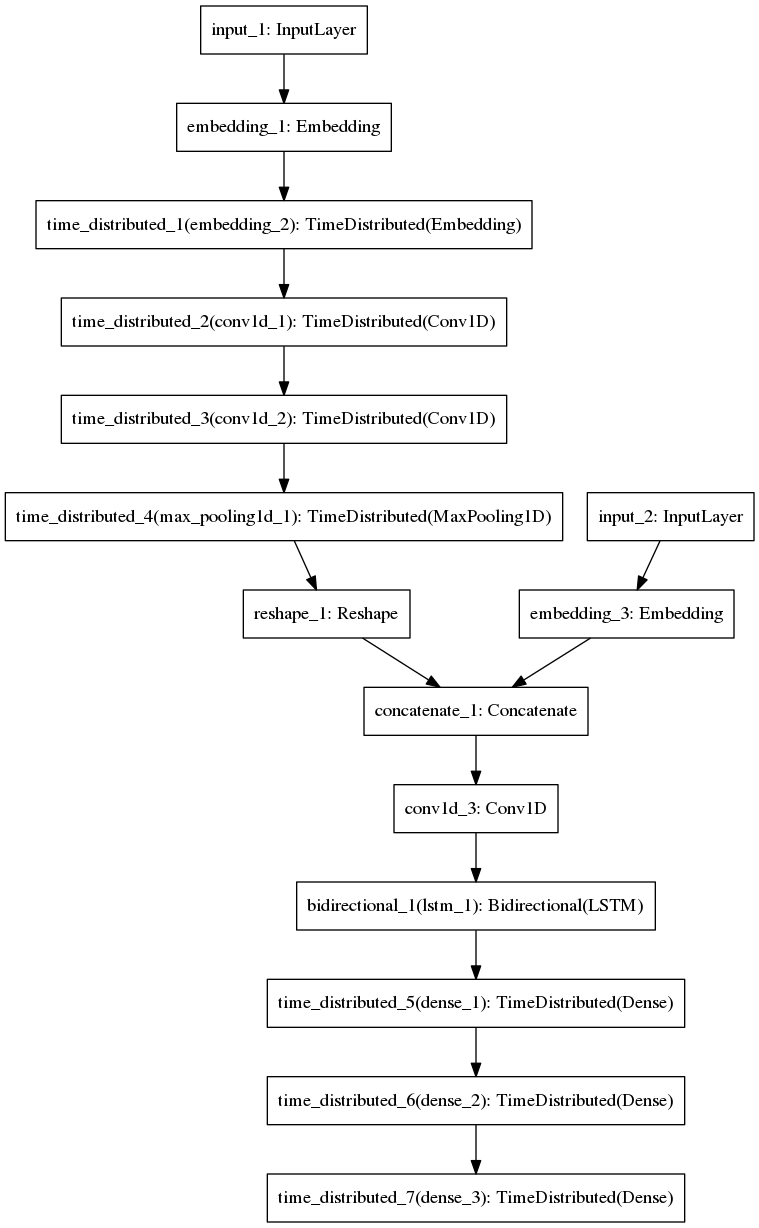 input_1: InputLayer
embedding_1: Embedding
time_distributed_1(embedding_2): TimeDistributed(Embedding)
time_distributed_2(conv1d_1): TimeDistributed(Conv1D)
time_distributed_3(conv1d_2): TimeDistributed(Conv1D)
time_distributed_4(max_pooling1d_1): TimeDistributed(MaxPooling1D)
input_2: InputLayer
reshape_1: Reshape
embedding_3: Embedding
concatenate_1: Concatenate
conv1d_3: Conv1D
bidirectional_1(lstm_1): Bidirectional(LSTM)
time_distributed_5(dense_1): TimeDistributed(Dense)
time_distributed_6(dense_2): TimeDistributed(Dense)
time_distributed_7(dense_3): TimeDistributed(Dense)